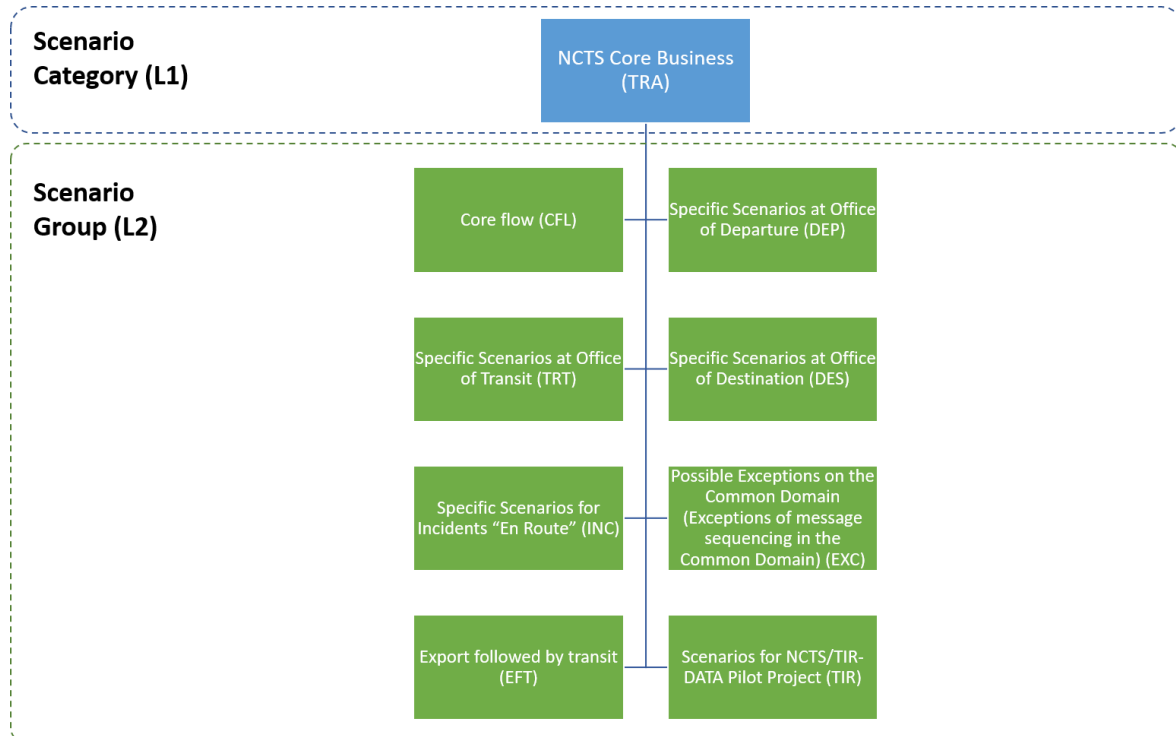 Scenario
Category (L1)
NCTS Core Business
(TRA)
Scenario
Group (L2)
Core flow (CFL)
Specific Scenarios at Office
of Departure (DEP)
Specific Scenarios at Office
of Transit (TRT)
Specific Scenarios at Office
of Destination (DES)
Specific Scenarios for
Incidents “En Route” (INC)
Possible Exceptions on the
Common Domain
(Exceptions of message
sequencing in the
Common Domain) (EXC)
Export followed by transit
(EFT)
Scenarios for NCTS/TIR-
DATA Pilot Project (TIR)